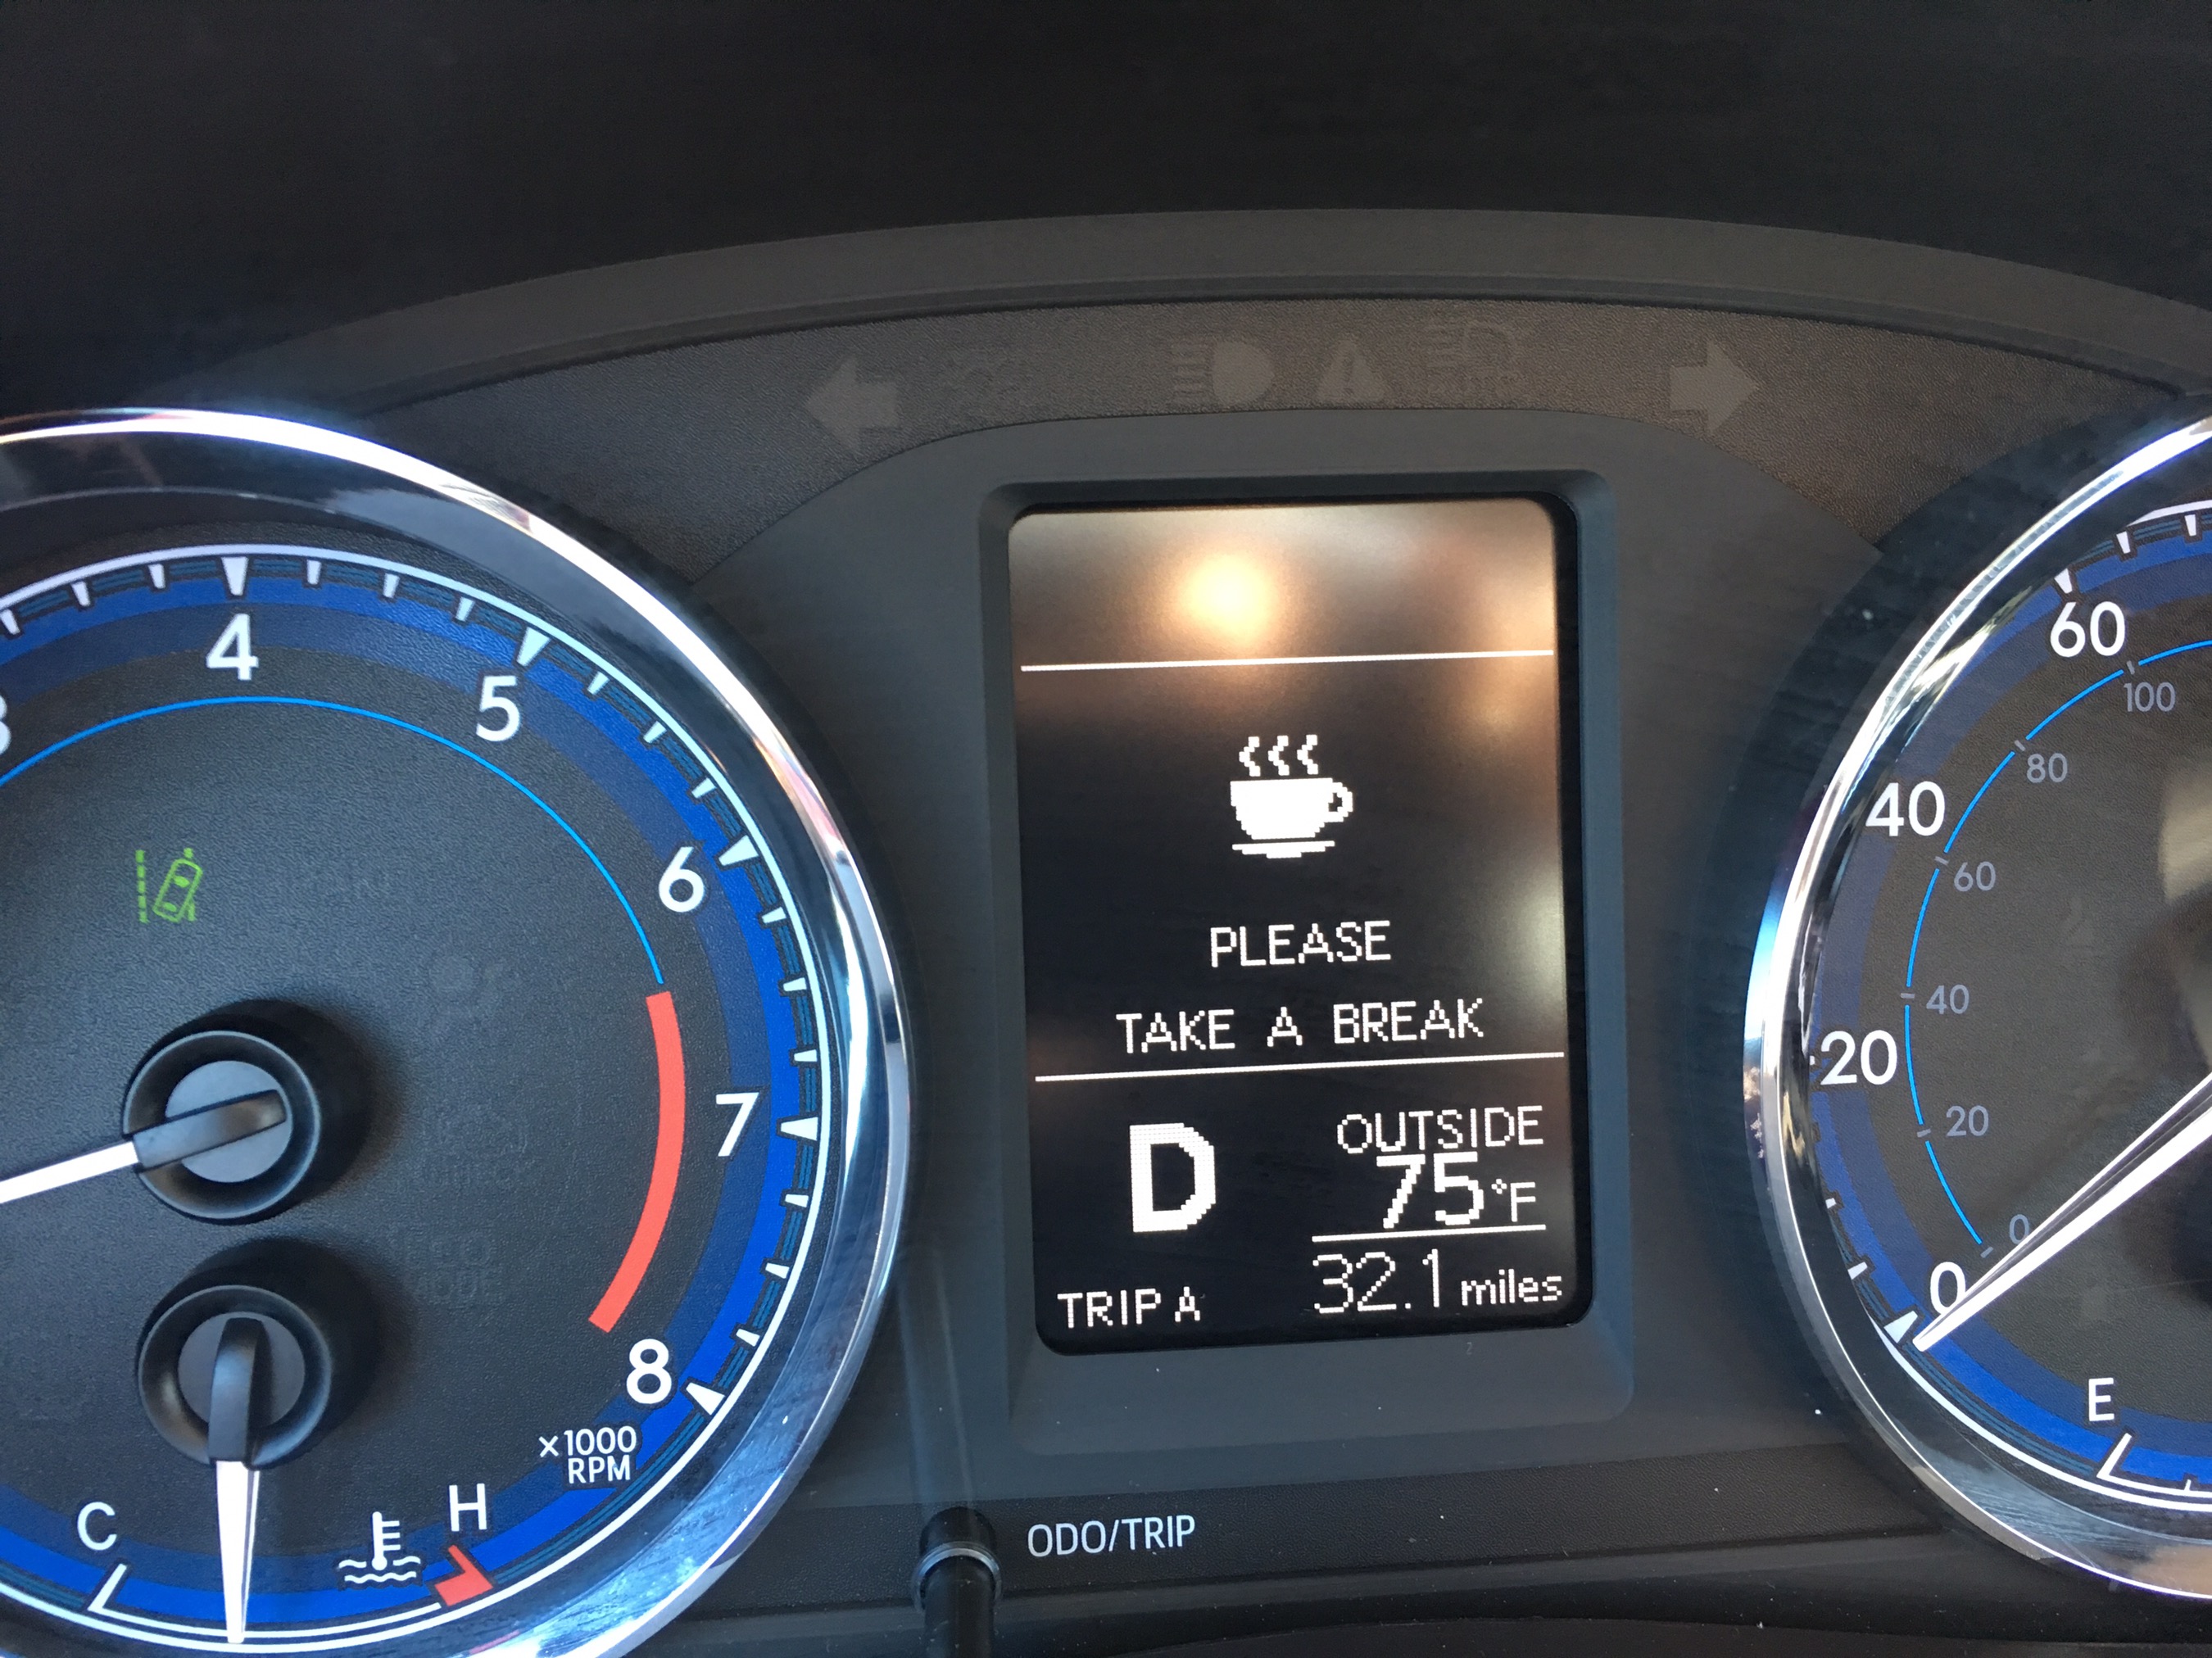 4
5
6
7
8
×1000
RPM
C
H
PLEASE
TAKE A BREAK
D
OUTSIDE
75°F
TRIP A
32.1 miles
ODO/TRIP
60
40
20
0
100
80
60
40
20
0
E